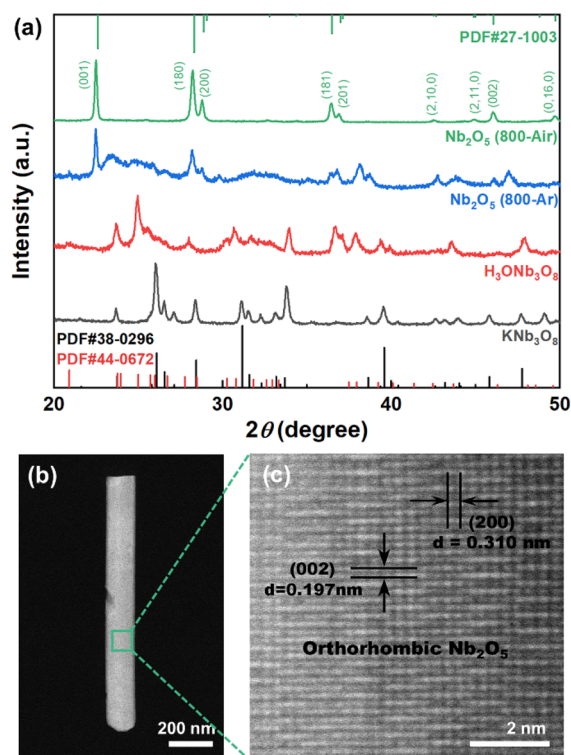 (a)
PDF#27-1003
(001)
(180)
(200)
(181)
(201)
(2,10,0)
(2,11,0)
(002)
(0,16,0)
Nb₂O₅ (800-Air)
Nb₂O₅ (800-Ar)
H₃ONb₃O₈
KNb₃O₈
PDF#38-0296
PDF#44-0672
Intensity (a.u.)
20 30 40 50
2θ (degree)
(b)
200 nm
(c)
(200)
d = 0.310 nm
(002)
d=0.197nm
Orthorhombic Nb₂O₅
2 nm